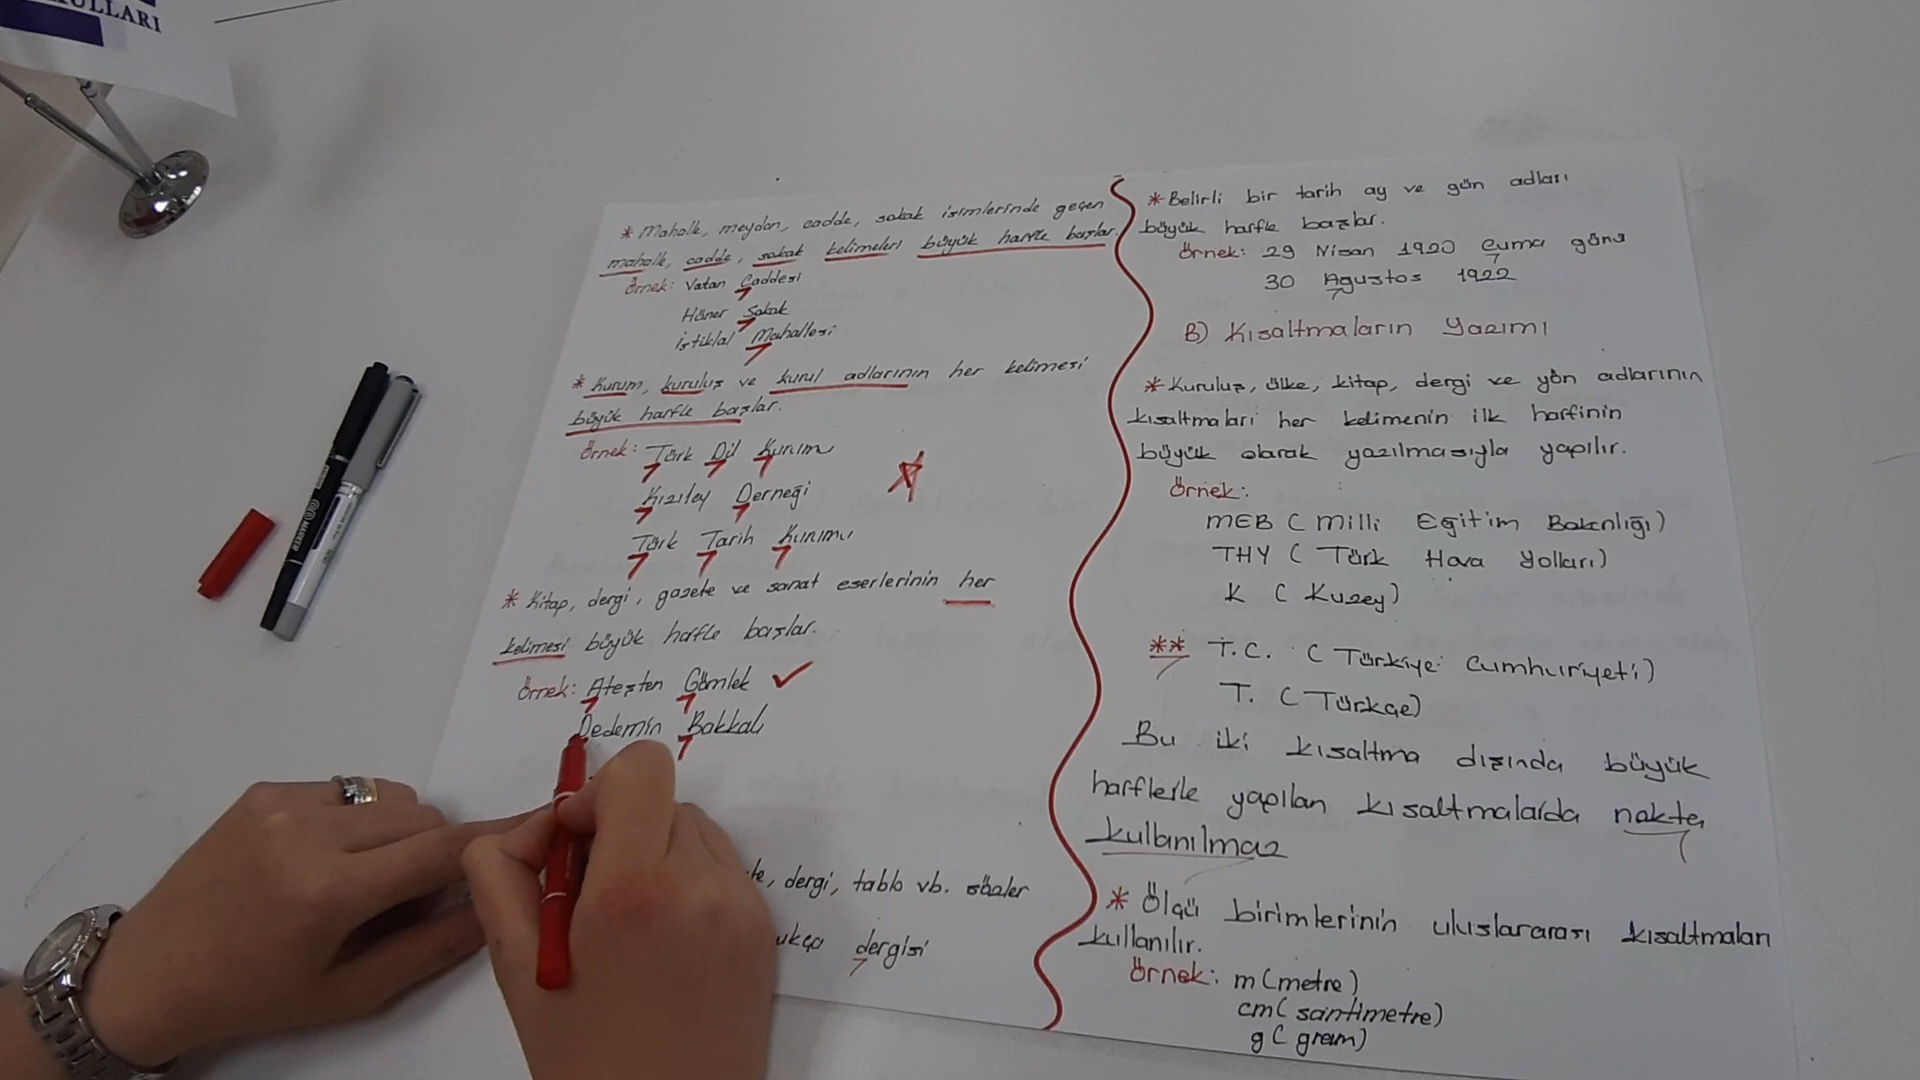 ULLARI
* Mahalle, meydan, cadde, sokak isimlerinde geçen
mahalle, cadde, sokak kelimeleri büyük harfle başlar.
Örnek: Vatan Caddesi
Hüner Sokak
İstiklal Mahallesi
* Kurum, kuruluş ve kurul adlarının her kelimesi
büyük harfle başlar.
Örnek: Türk Dil Kurumu
Kızılay Derneği
Türk Tarih Kurumu
* Kitap, dergi, gazete ve sanat eserlerinin her
kelimesi büyük harfle başlar.
Örnek: Ateşten Gömlek
Dedemin Bakkalı
dergi, tablo vb. sözler
dergisi
* Belirli bir tarih ay ve gün adları
büyük harfle başlar.
Örnek: 29 Nisan 1920 Cuma günü
30 Agustos 1922
B) Kısaltmaların Yazımı
* Kuruluş, ülke, kitap, dergi ve yön adlarının
kısaltmaları her kelimenin ilk harfinin
büyük olarak yazılmasıyla yapılır.
Örnek:
MEB ( Milli Eğitim Bakanlığı)
THY ( Türk Hava Yolları)
K ( Kuzey)
** T.C. ( Türkiye Cumhuriyeti)
T. ( Türkçe)
Bu iki kısaltma dışında büyük
harflerle yapılan kısaltmalarda nokta
kullanılmaz
* Ölçü birimlerinin uluslararası kısaltmaları
kullanılır.
Örnek: m (metre)
cm ( santimetre)
g ( gram)